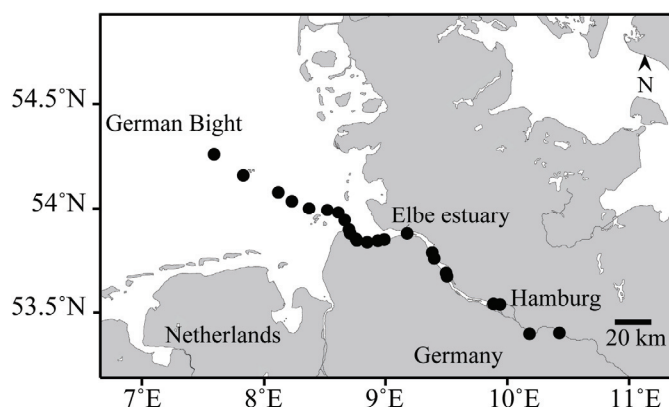 54.5°N
N
German Bight
54°N
Elbe estuary
53.5°N
Hamburg
Netherlands
20 km
Germany
7°E 8°E 9°E 10°E 11°E